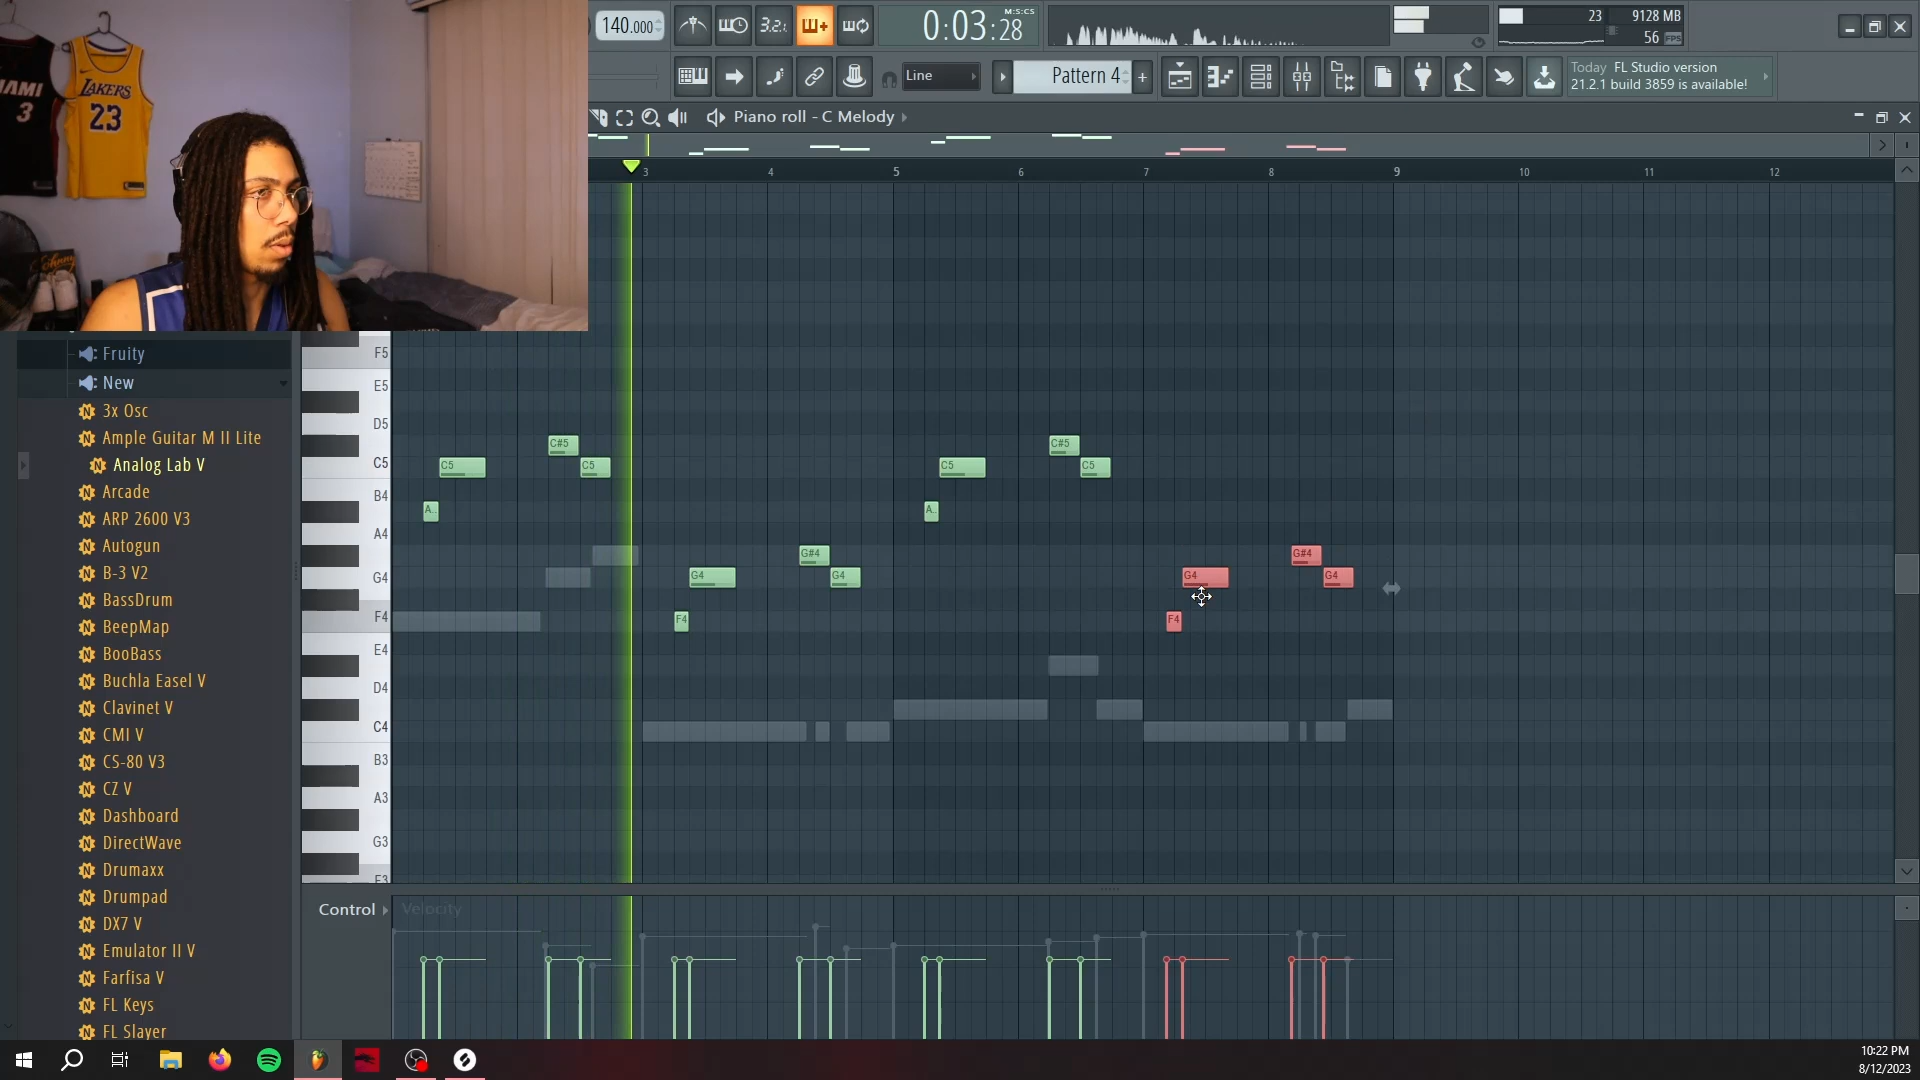 140.000
3.2.1
0:03:28
M:S:CS
23
9128 MB
56
FPS
Line
Pattern 4
+
Today FL Studio version
21.2.1 build 3859 is available!
Piano roll - C Melody
3 4 5 6 7 8 9 10 11 12
MIAMI
3
LAKERS
23
Fruity
New
3x Osc
Ample Guitar M II Lite
Analog Lab V
Arcade
ARP 2600 V3
Autogun
B-3 V2
BassDrum
BeepMap
BooBass
Buchla Easel V
Clavinet V
CMI V
CS-80 V3
CZ V
Dashboard
DirectWave
Drumaxx
Drumpad
DX7 V
Emulator II V
Farfisa V
FL Keys
FL Slayer
F5
E5
D5
C5
B4
A4
G4
F4
E4
D4
C4
B3
A3
G3
F3
C#5 C#5
C5 C5 C5 C5
A.. A..
G#4 G#4
G4 G4 G4 G4
F4 F4
Control Velocity
10:22 PM
8/12/2023